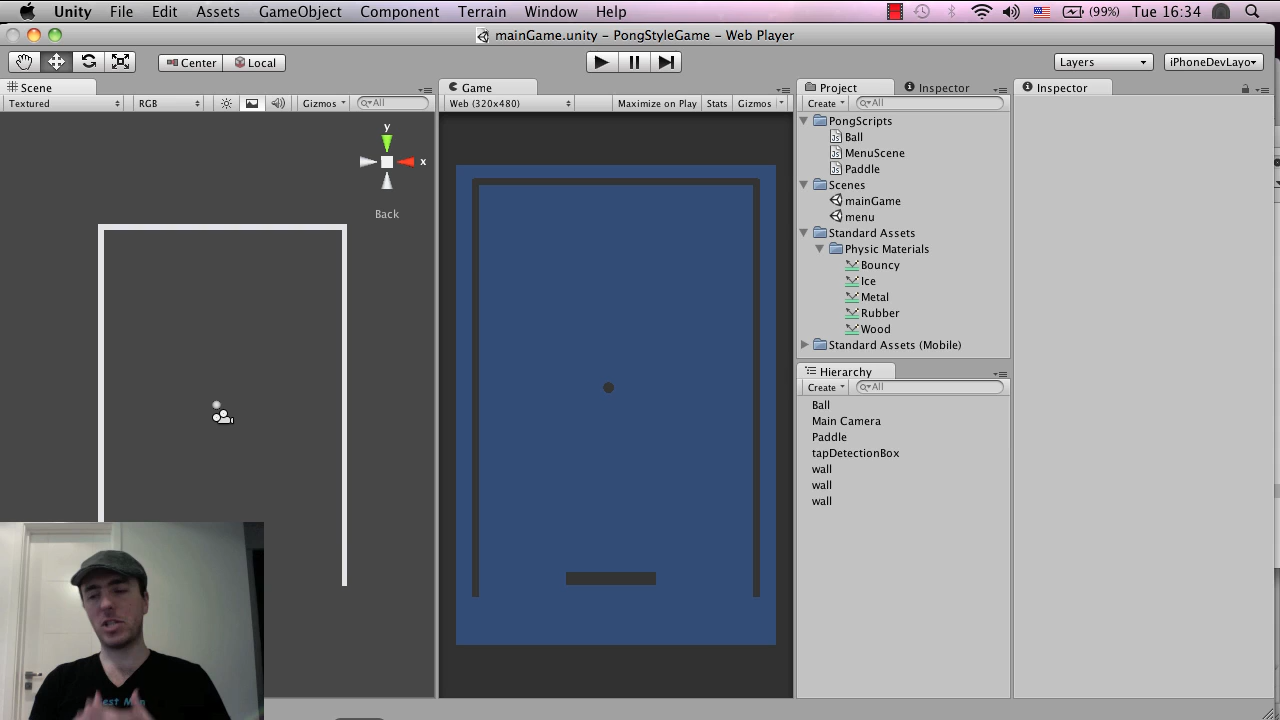 Unity File Edit Assets GameObject Component Terrain Window Help (99%) Tue 16:34
mainGame.unity – PongStyleGame – Web Player
Center Local Layers iPhoneDevLayo
Scene
Textured RGB Gizmos All
y
x
Back
Game
Web (320x480) Maximize on Play Stats Gizmos
Project Inspector
Create All
PongScripts
Ball
MenuScene
Paddle
Scenes
mainGame
menu
Standard Assets
Physic Materials
Bouncy
Ice
Metal
Rubber
Wood
Standard Assets (Mobile)
Hierarchy
Create All
Ball
Main Camera
Paddle
tapDetectionBox
wall
wall
wall
Inspector